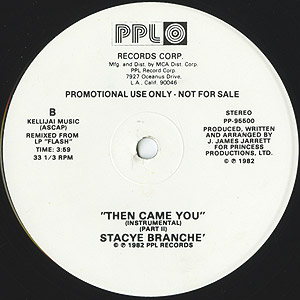 PPL
RECORDS CORP.
Mfg. and Dist. by MCA Dist. Corp.
PPL Record Corp.
7927 Oceanus Drive,
L.A., Calif. 90046
PROMOTIONAL USE ONLY - NOT FOR SALE
B
KELLIJAI MUSIC
(ASCAP)
REMIXED FROM
LP "FLASH"
TIME: 3:59
33 1/3 RPM
STEREO
PP-95500
PRODUCED, WRITTEN
AND ARRANGED BY
J. JAMES JARRETT
FOR PRINCESS
PRODUCTIONS, LTD.
© ℗ 1982
"THEN CAME YOU"
(INSTRUMENTAL)
(PART II)
STACYE BRANCHE'
© ℗ 1982 PPL RECORDS